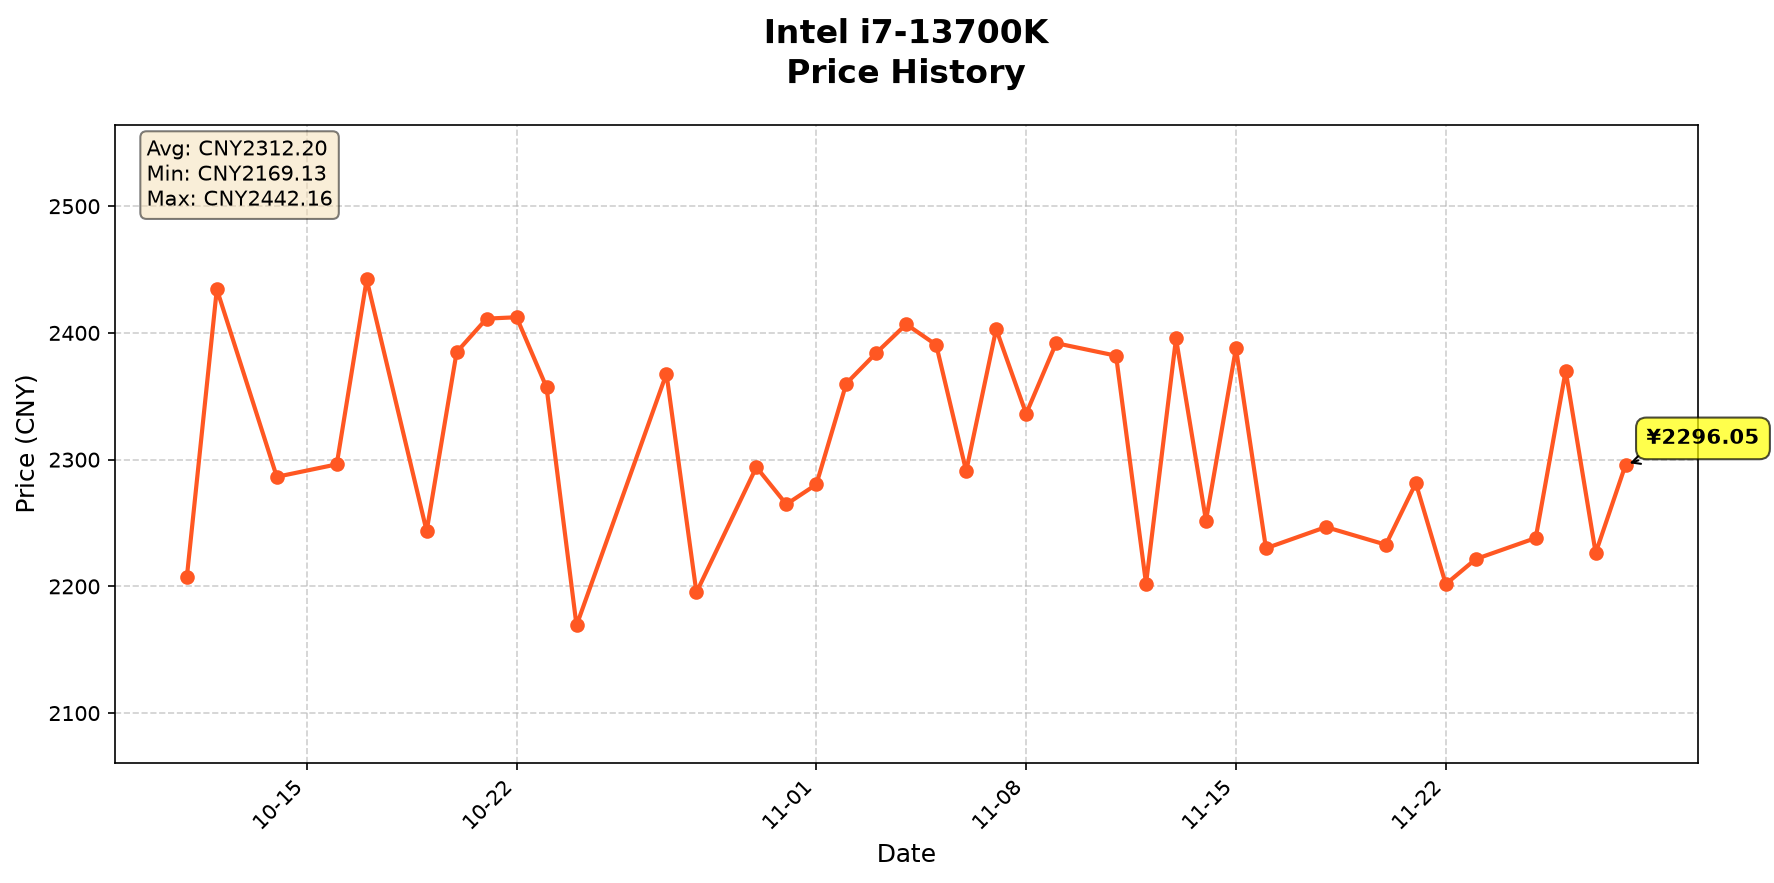 Intel i7-13700K
Price History
Avg: CNY2312.20
Min: CNY2169.13
Max: CNY2442.16
2500
2400
2300
2200
2100
Price (CNY)
¥2296.05
10-15
10-22
11-01
11-08
11-15
11-22
Date